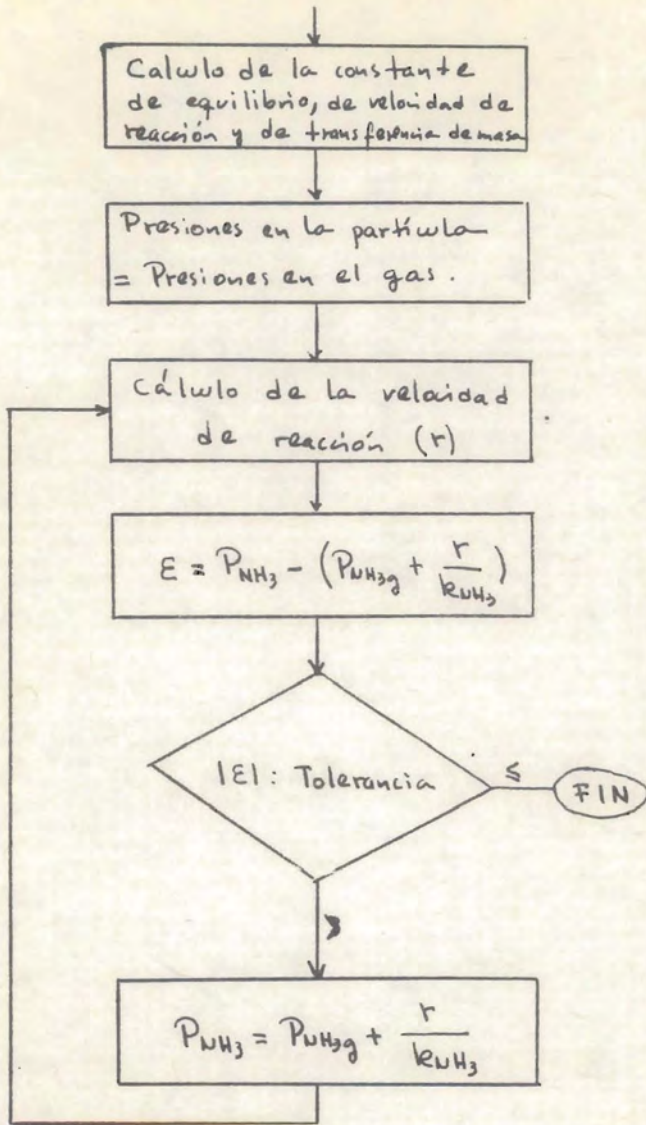 Calculo de la constante
de equilibrio, de velocidad de
reacción y de transferencia de masa
Presiones en la partícula
= Presiones en el gas.
Cálculo de la velocidad
de reacción (r)
ε = P_NH₃ - (P_NH₃g + r/k_NH₃)
|ε| : Tolerancia
≤
FIN
>
P_NH₃ = P_NH₃g + r/k_NH₃